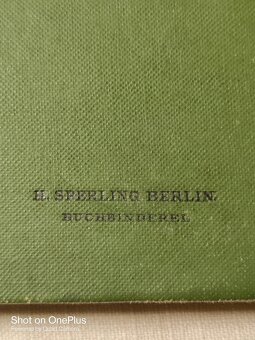 H. SPERLING BERLIN.
BUCHBINDEREI.
Shot on OnePlus
Powered by Quad Camera